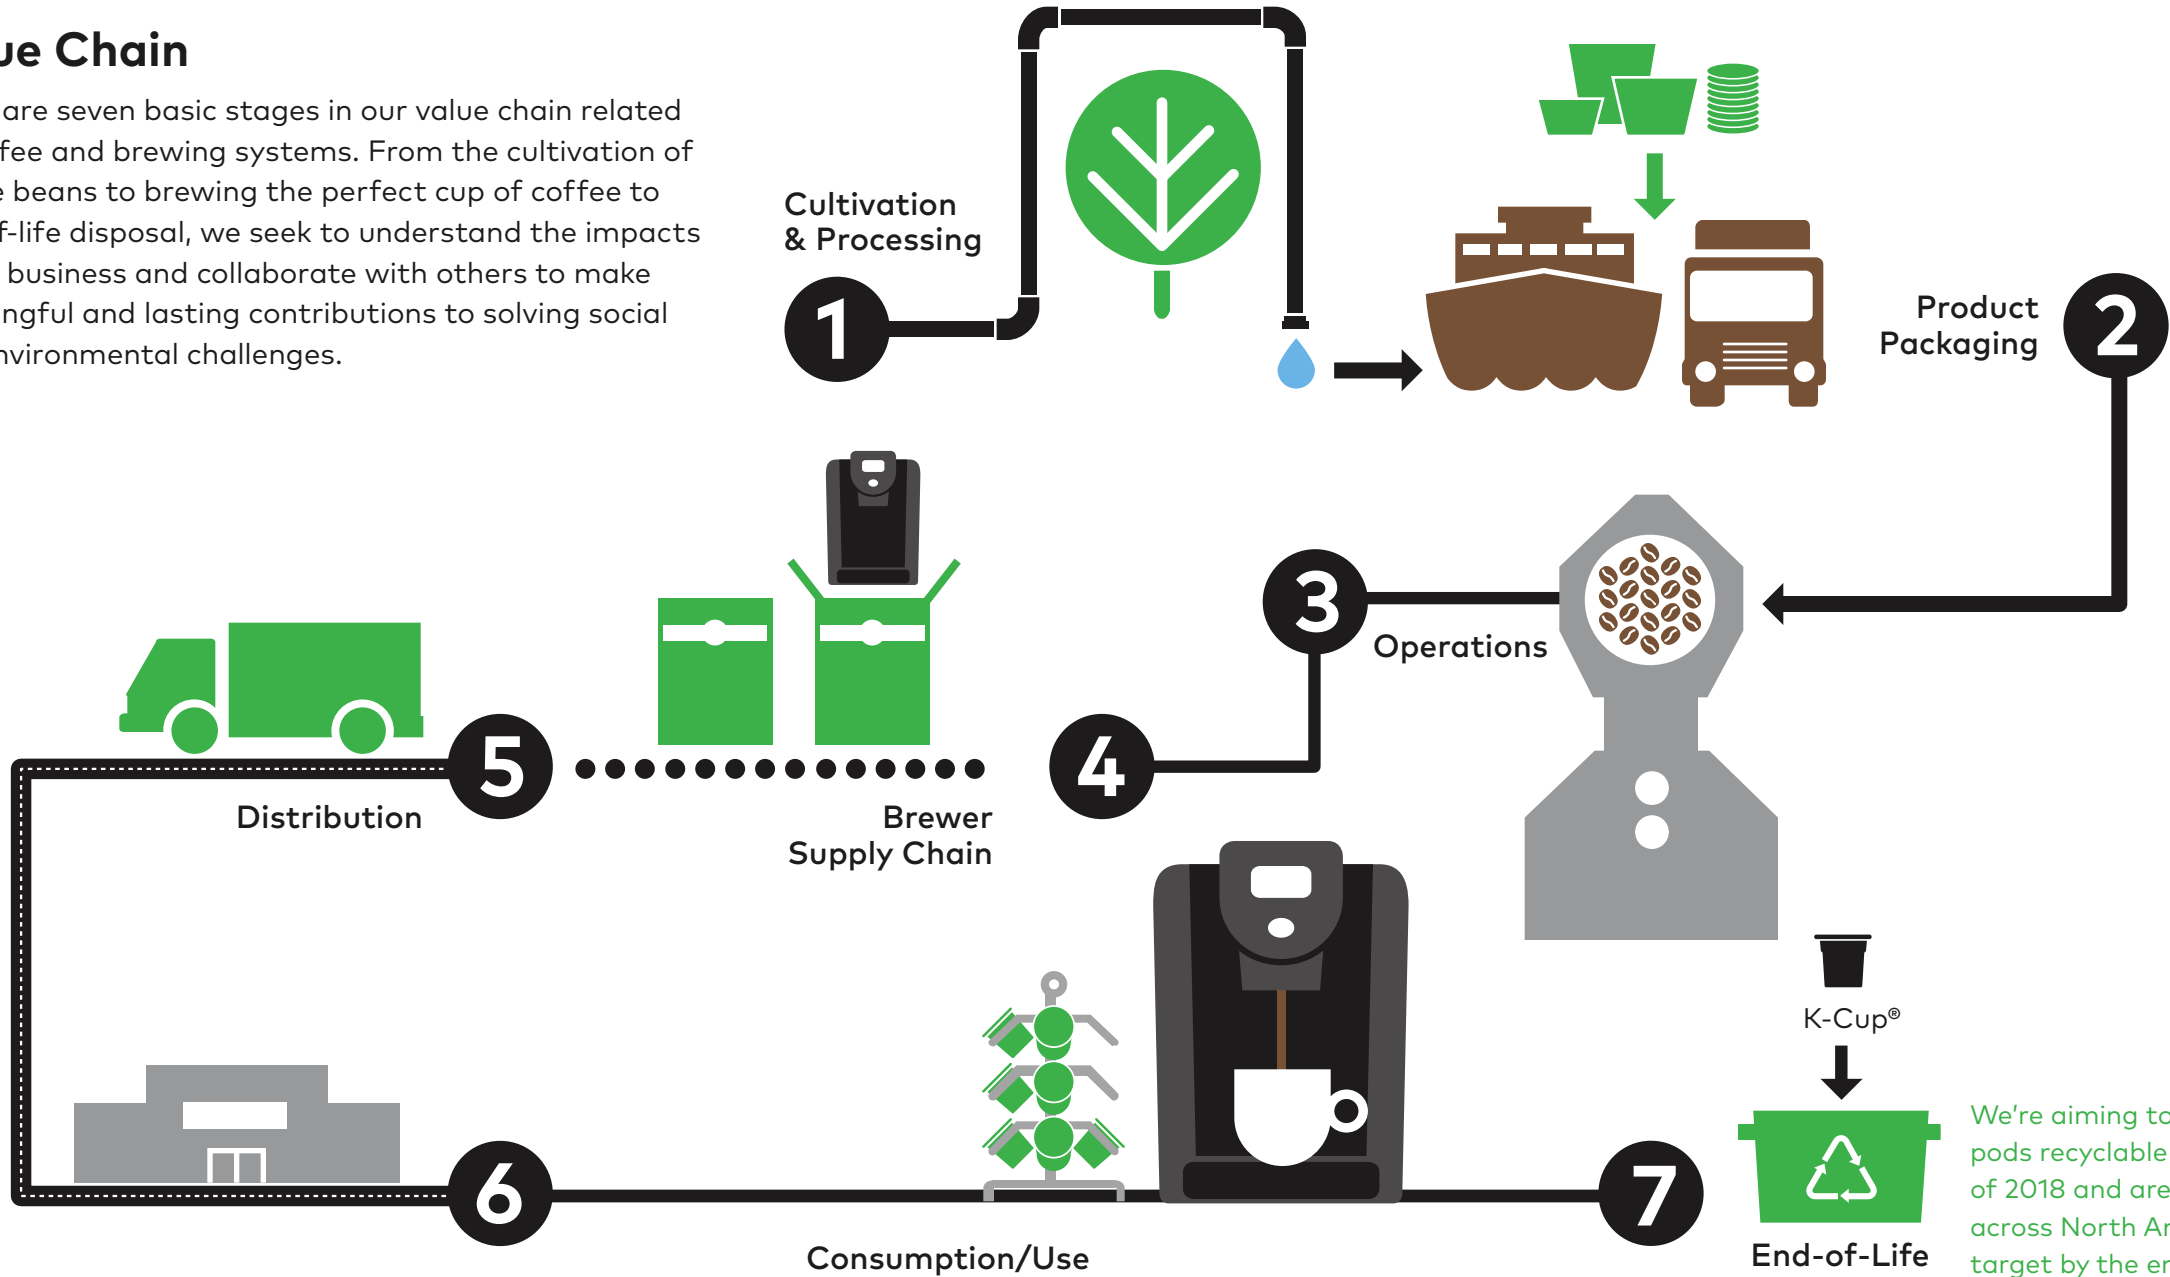 ue Chain
are seven basic stages in our value chain related
fee and brewing systems. From the cultivation of
e beans to brewing the perfect cup of coffee to
f-life disposal, we seek to understand the impacts
business and collaborate with others to make
ngful and lasting contributions to solving social
nvironmental challenges.
Cultivation
& Processing
1
Product
Packaging
2
3
Operations
4
Brewer
Supply Chain
5
Distribution
6
Consumption/Use
7
K-Cup®
End-of-Life
We’re aiming to
pods recyclable
of 2018 and are
across North Ar
target by the er